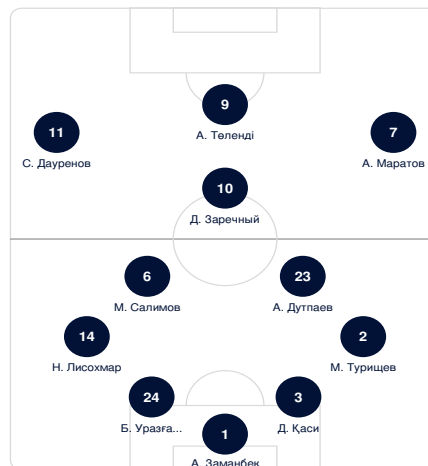 9
А. Төленді
11
С. Дауренов
7
А. Маратов
10
Д. Заречный
6
М. Салимов
23
А. Дутпаев
14
Н. Лисохмар
2
М. Турищев
24
Б. Уразға...
3
Д. Қаси
1
А. Заманбек